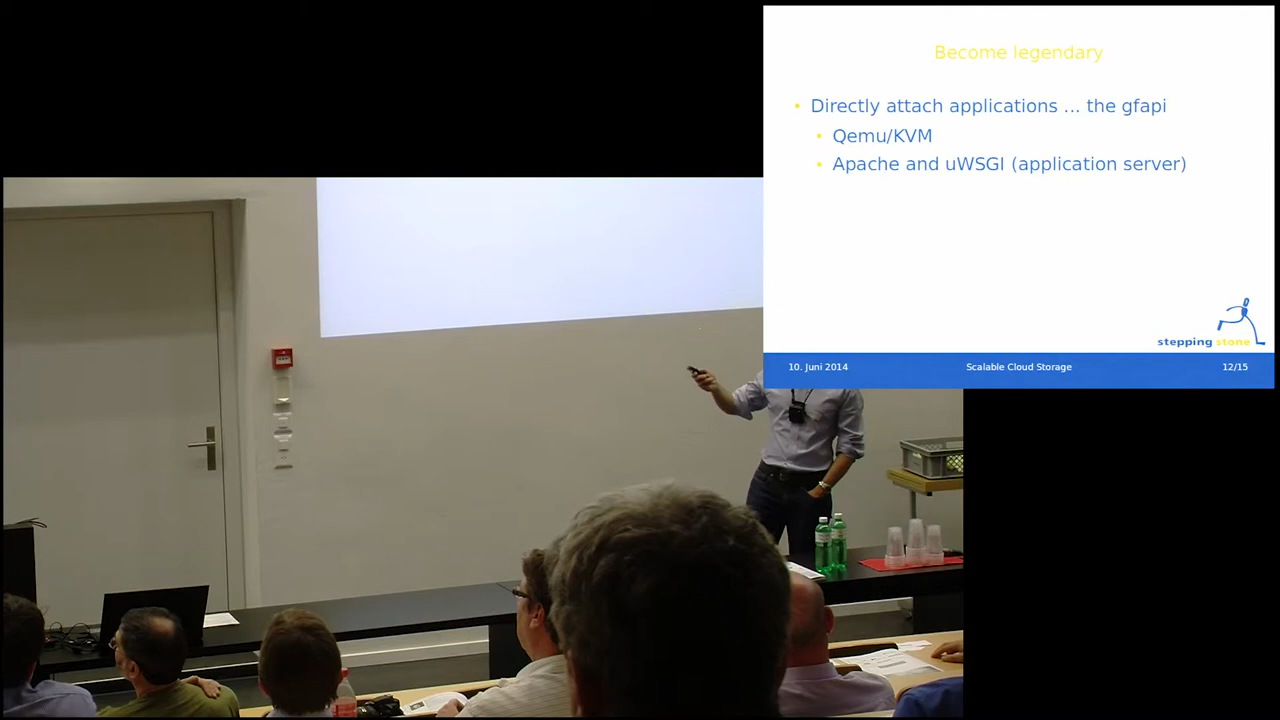 Become legendary
• Directly attach applications ... the gfapi
• Qemu/KVM
• Apache and uWSGI (application server)
stepping stone
10. Juni 2014 Scalable Cloud Storage 12/15